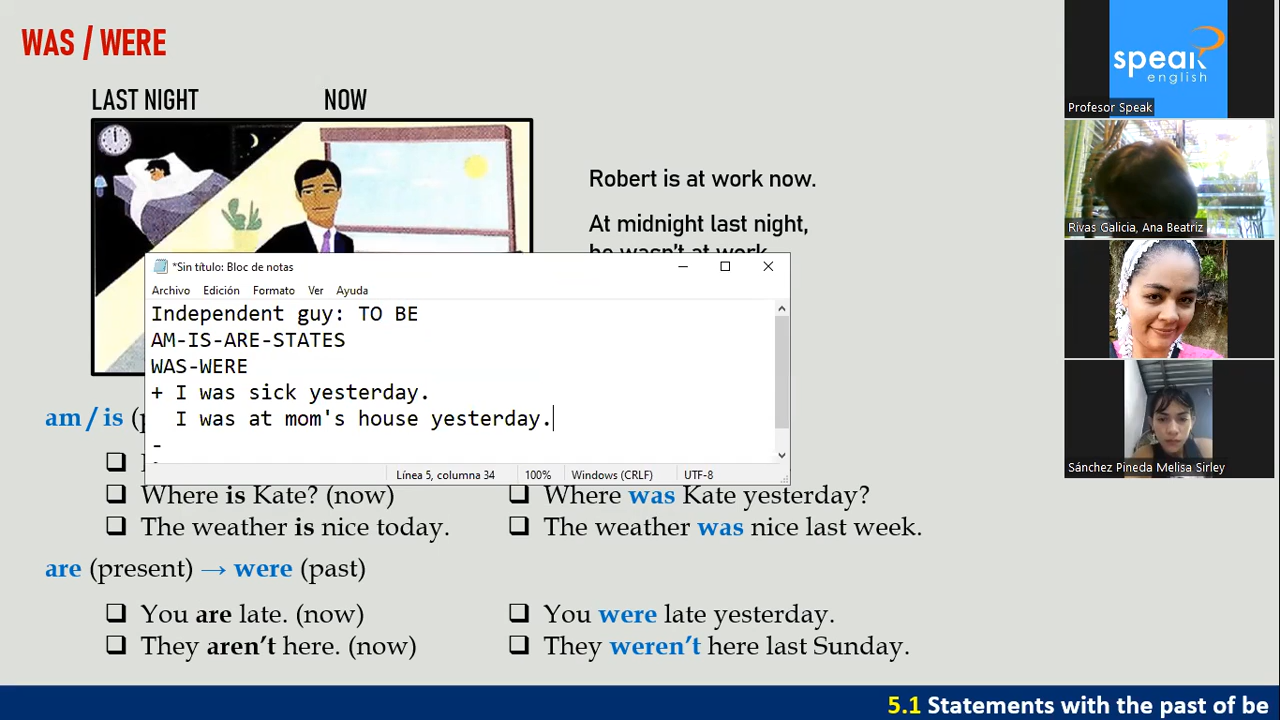 WAS / WERE
LAST NIGHT NOW
Robert is at work now.
At midnight last night,
he wasn't at work
*Sin título: Bloc de notas
Archivo Edición Formato Ver Ayuda
Independent guy: TO BE
AM-IS-ARE-STATES
WAS-WERE
+ I was sick yesterday.
I was at mom's house yesterday.
-
Línea 5, columna 34 100% Windows (CRLF) UTF-8
am / is (
Where is Kate? (now) Where was Kate yesterday?
The weather is nice today. The weather was nice last week.
are (present) → were (past)
You are late. (now) You were late yesterday.
They aren't here. (now) They weren't here last Sunday.
5.1 Statements with the past of be
speak
english
Profesor Speak
Rivas Galicia, Ana Beatriz
Sánchez Pineda Melisa Sirley